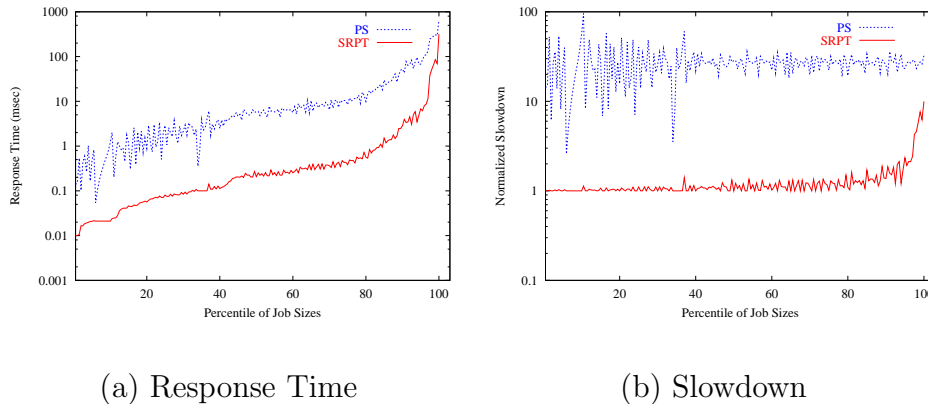 1000
100
10
1
0.1
0.01
0.001
Response Time (msec)
PS
SRPT
20
40
60
80
100
Percentile of Job Sizes
(a) Response Time
100
10
1
0.1
Normalized Slowdown
PS
SRPT
20
40
60
80
100
Percentile of Job Sizes
(b) Slowdown